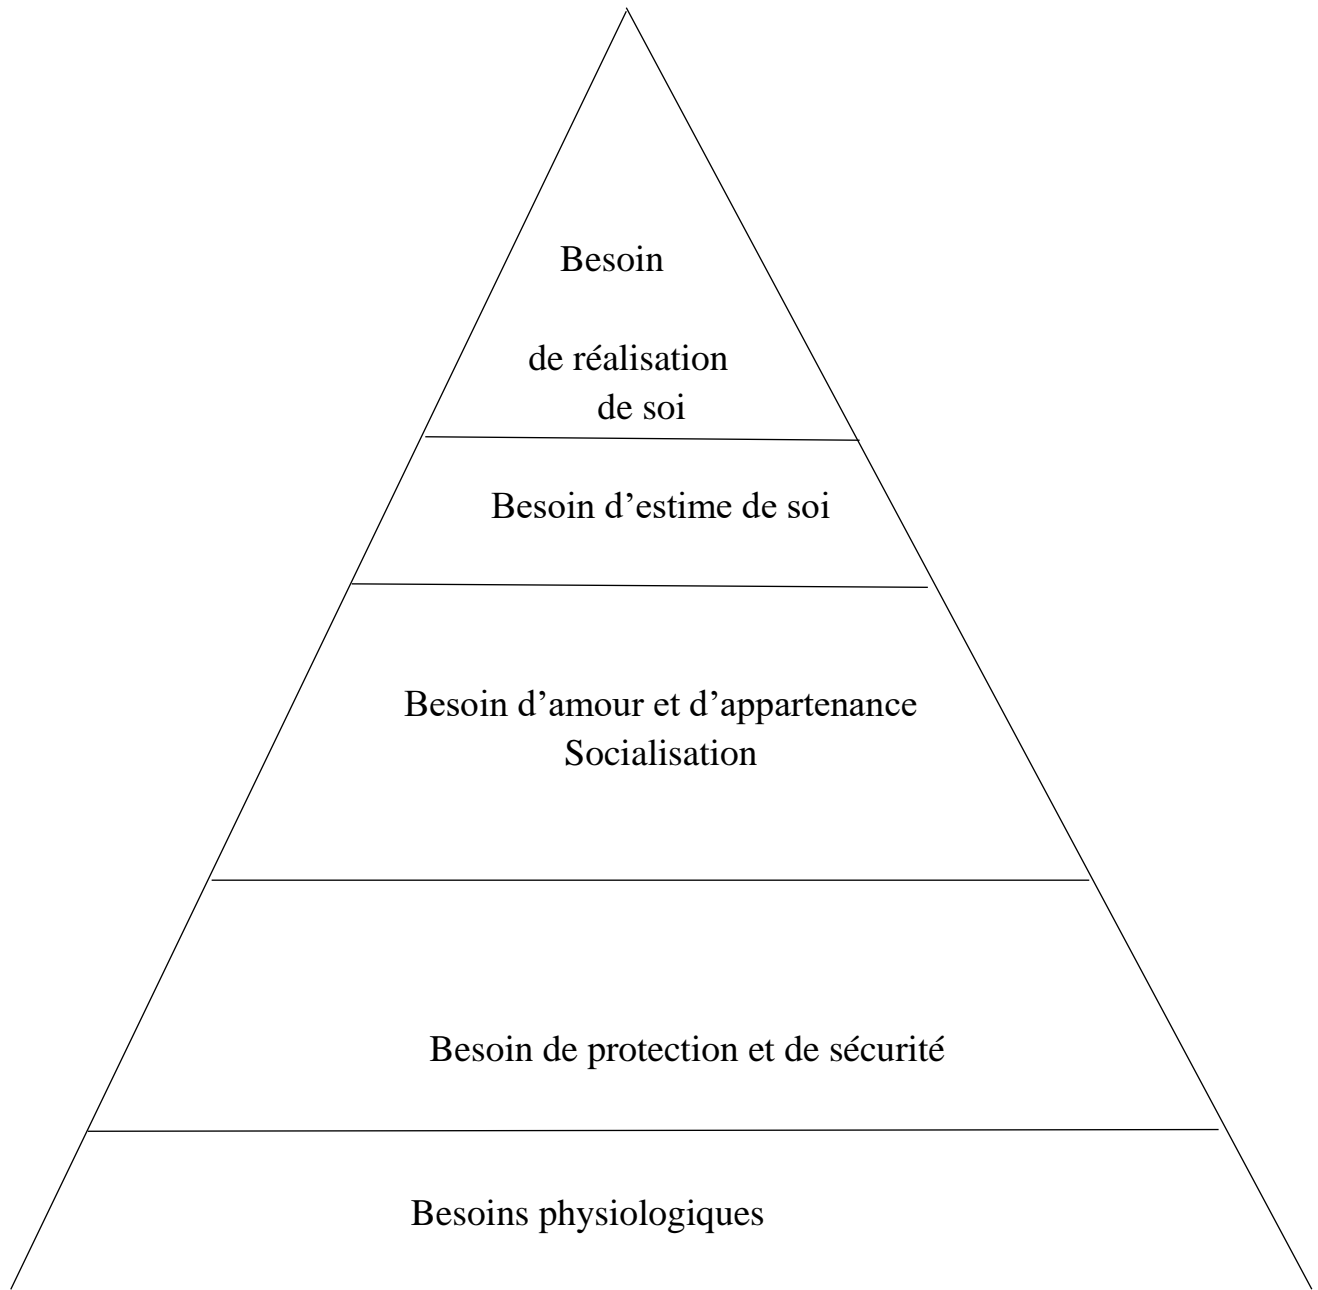 Besoin
de réalisation
de soi
Besoin d’estime de soi
Besoin d’amour et d’appartenance
Socialisation
Besoin de protection et de sécurité
Besoins physiologiques